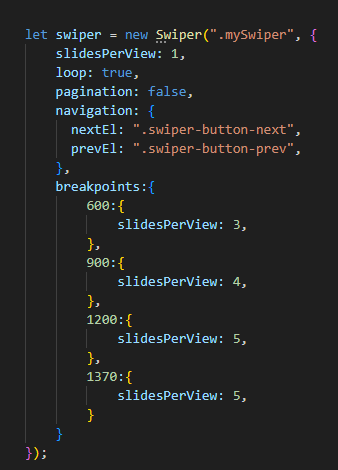 let swiper = new Swiper(".mySwiper", {
    slidesPerView: 1,
    loop: true,
    pagination: false,
    navigation: {
      nextEl: ".swiper-button-next",
      prevEl: ".swiper-button-prev",
    },
    breakpoints:{
        600:{
            slidesPerView: 3,
        },
        900:{
            slidesPerView: 4,
        },
        1200:{
            slidesPerView: 5,
        },
        1370:{
            slidesPerView: 5,
        }
    }
});